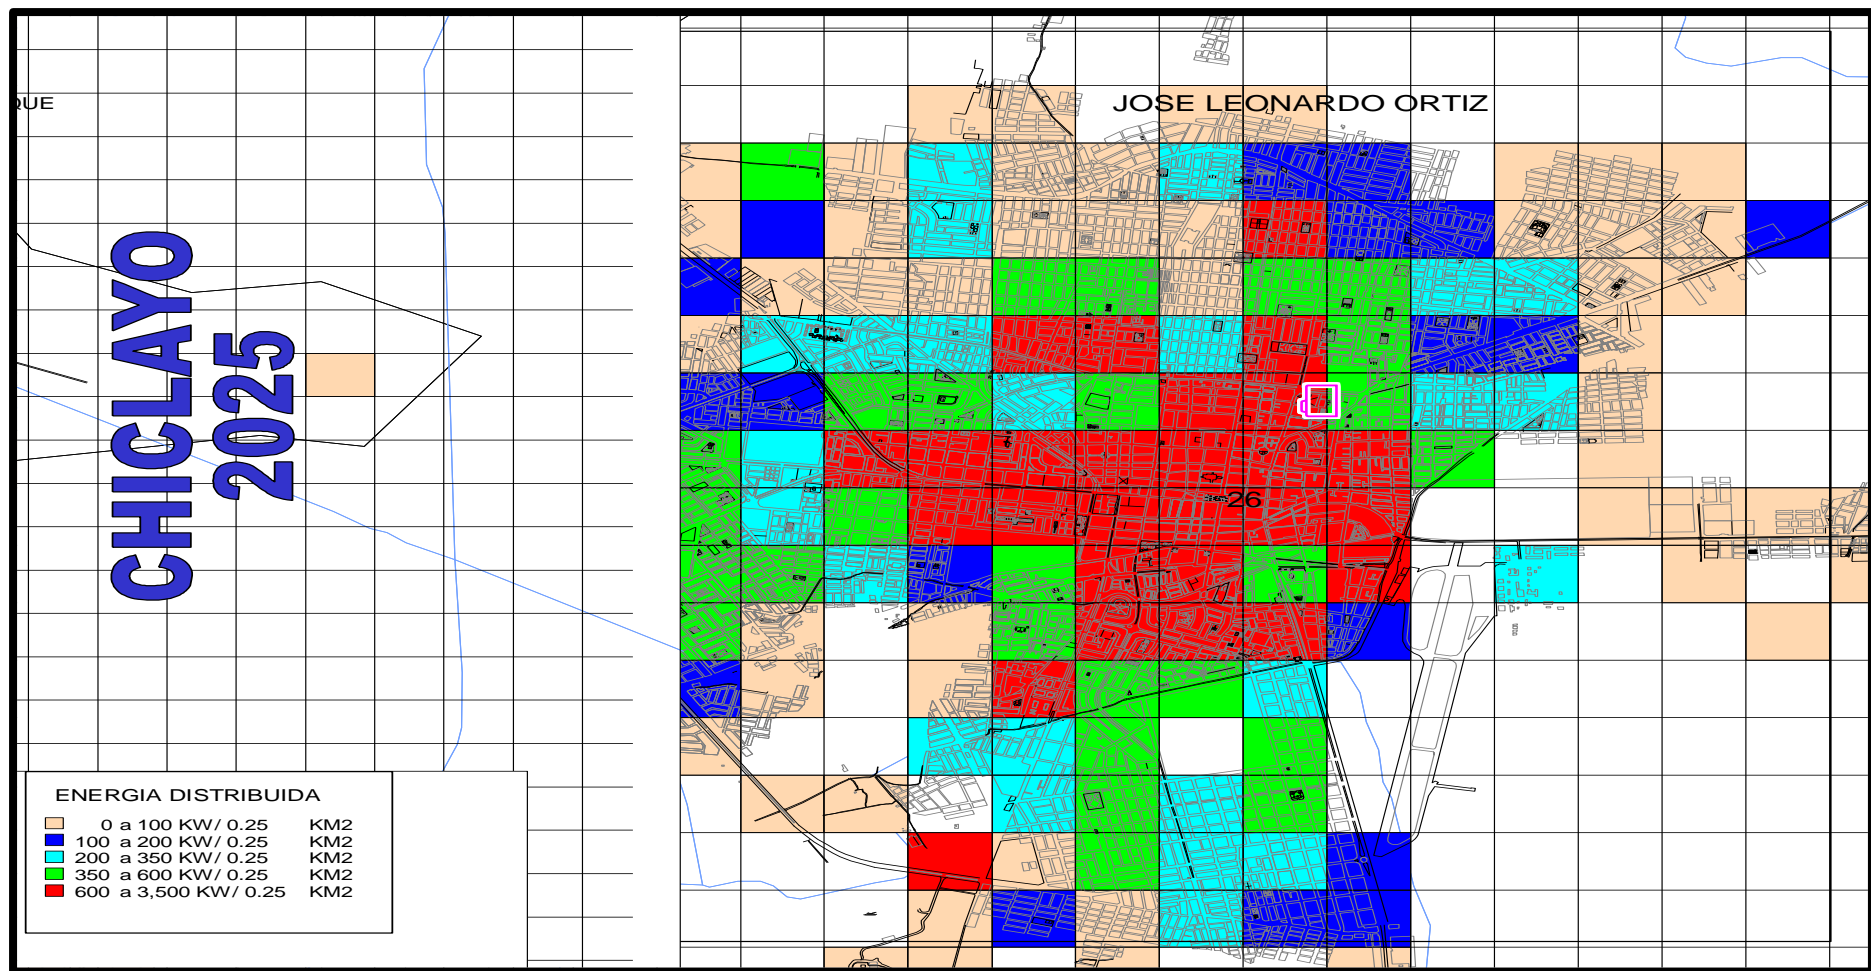 QUE
JOSE LEONARDO ORTIZ
CHICLAYO
2025
26
ENERGIA DISTRIBUIDA
0 a 100 KW/ 0.25 KM2
100 a 200 KW/ 0.25 KM2
200 a 350 KW/ 0.25 KM2
350 a 600 KW/ 0.25 KM2
600 a 3,500 KW/ 0.25 KM2